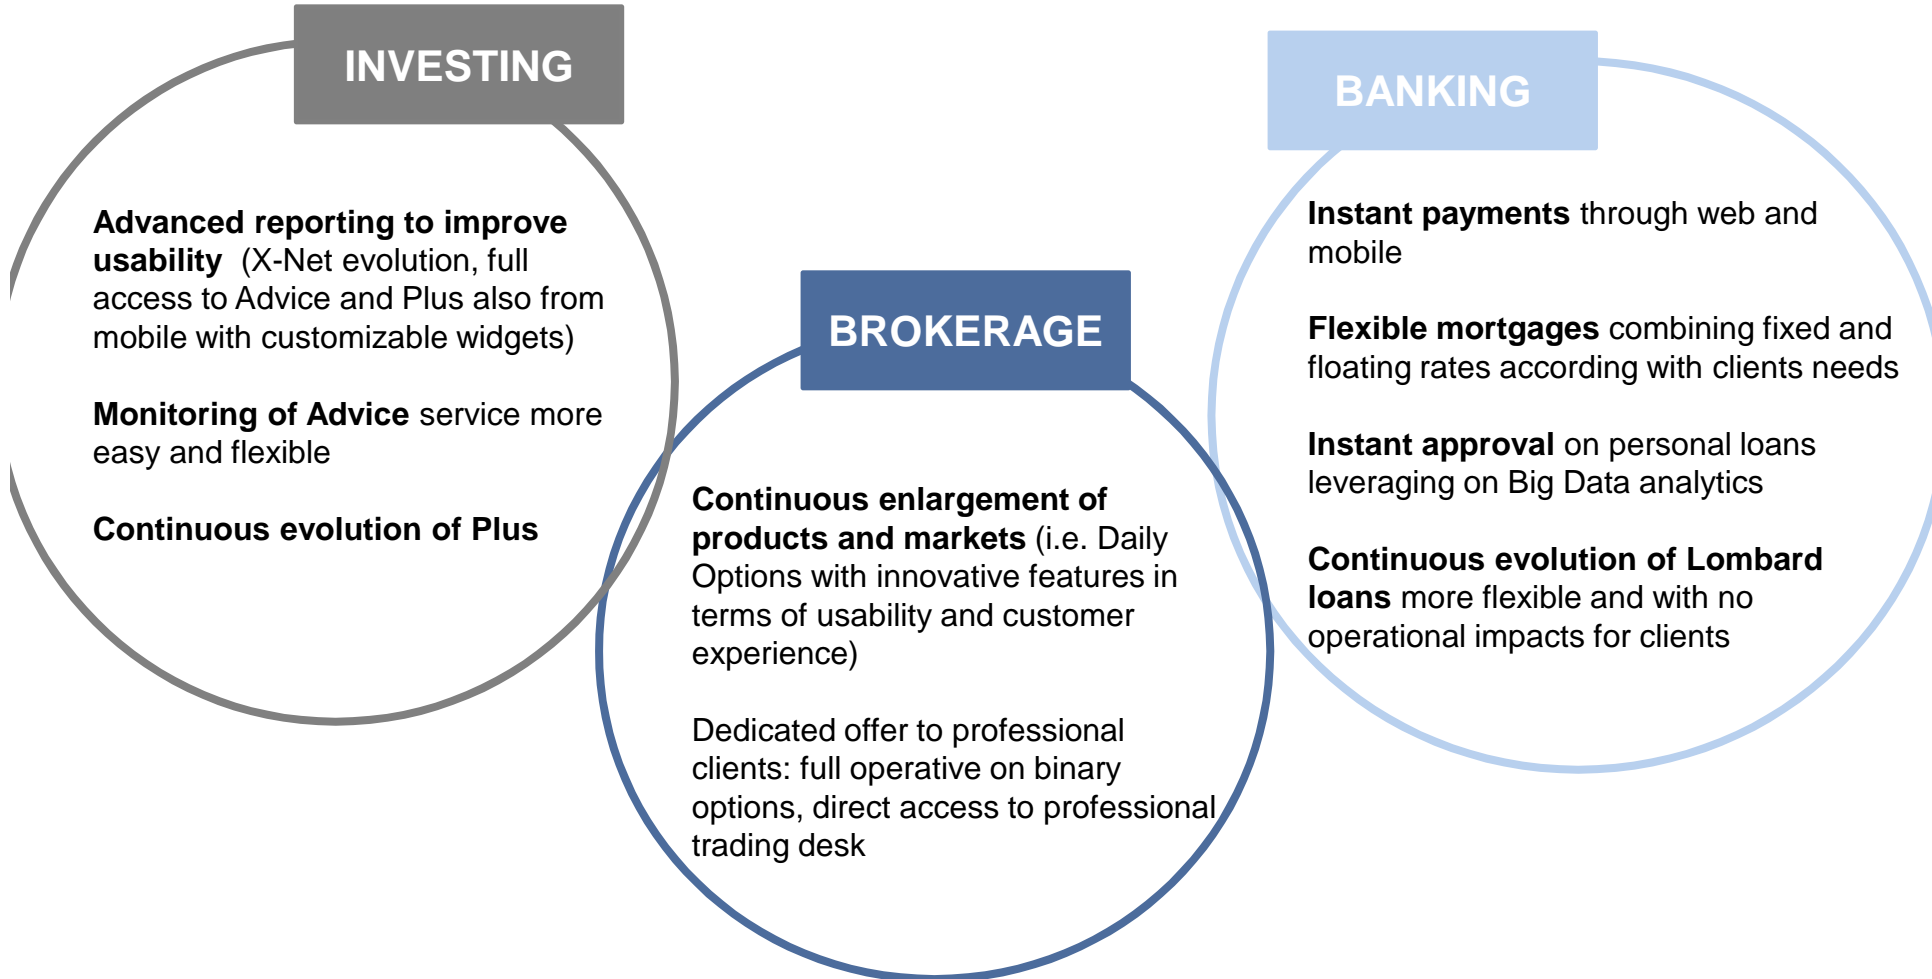 INVESTING
Advanced reporting to improve
usability (X-Net evolution, full
access to Advice and Plus also from
mobile with customizable widgets)
Monitoring of Advice service more
easy and flexible
Continuous evolution of Plus
BROKERAGE
Continuous enlargement of
products and markets (i.e. Daily
Options with innovative features in
terms of usability and customer
experience)
Dedicated offer to professional
clients: full operative on binary
options, direct access to professional
trading desk
BANKING
Instant payments through web and
mobile
Flexible mortgages combining fixed and
floating rates according with clients needs
Instant approval on personal loans
leveraging on Big Data analytics
Continuous evolution of Lombard
loans more flexible and with no
operational impacts for clients